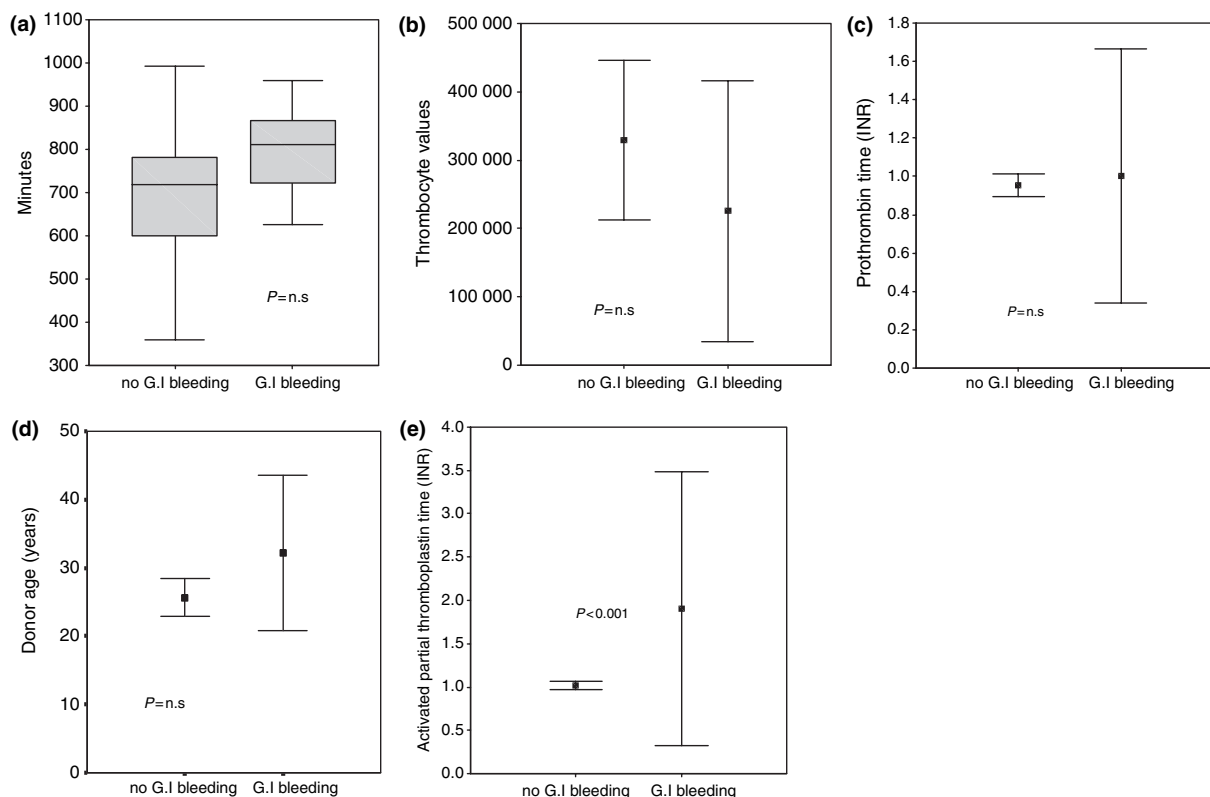 (a)
Minutes
1100
1000
900
800
700
600
500
400
300
P=n.s
no G.I bleeding G.I bleeding
(b)
Thrombocyte values
500 000
400 000
300 000
200 000
100 000
0
P=n.s
no G.I bleeding G.I bleeding
(c)
Prothrombin time (INR)
1.8
1.6
1.4
1.2
1.0
0.8
0.6
0.4
0.2
0.0
P=n.s
no G.I bleeding G.I bleeding
(d)
Donor age (years)
50
40
30
20
10
0
P=n.s
no G.I bleeding G.I bleeding
(e)
Activated partial thromboplastin time (INR)
4.0
3.5
3.0
2.5
2.0
1.5
1.0
0.5
0.0
P<0.001
no G.I bleeding G.I bleeding